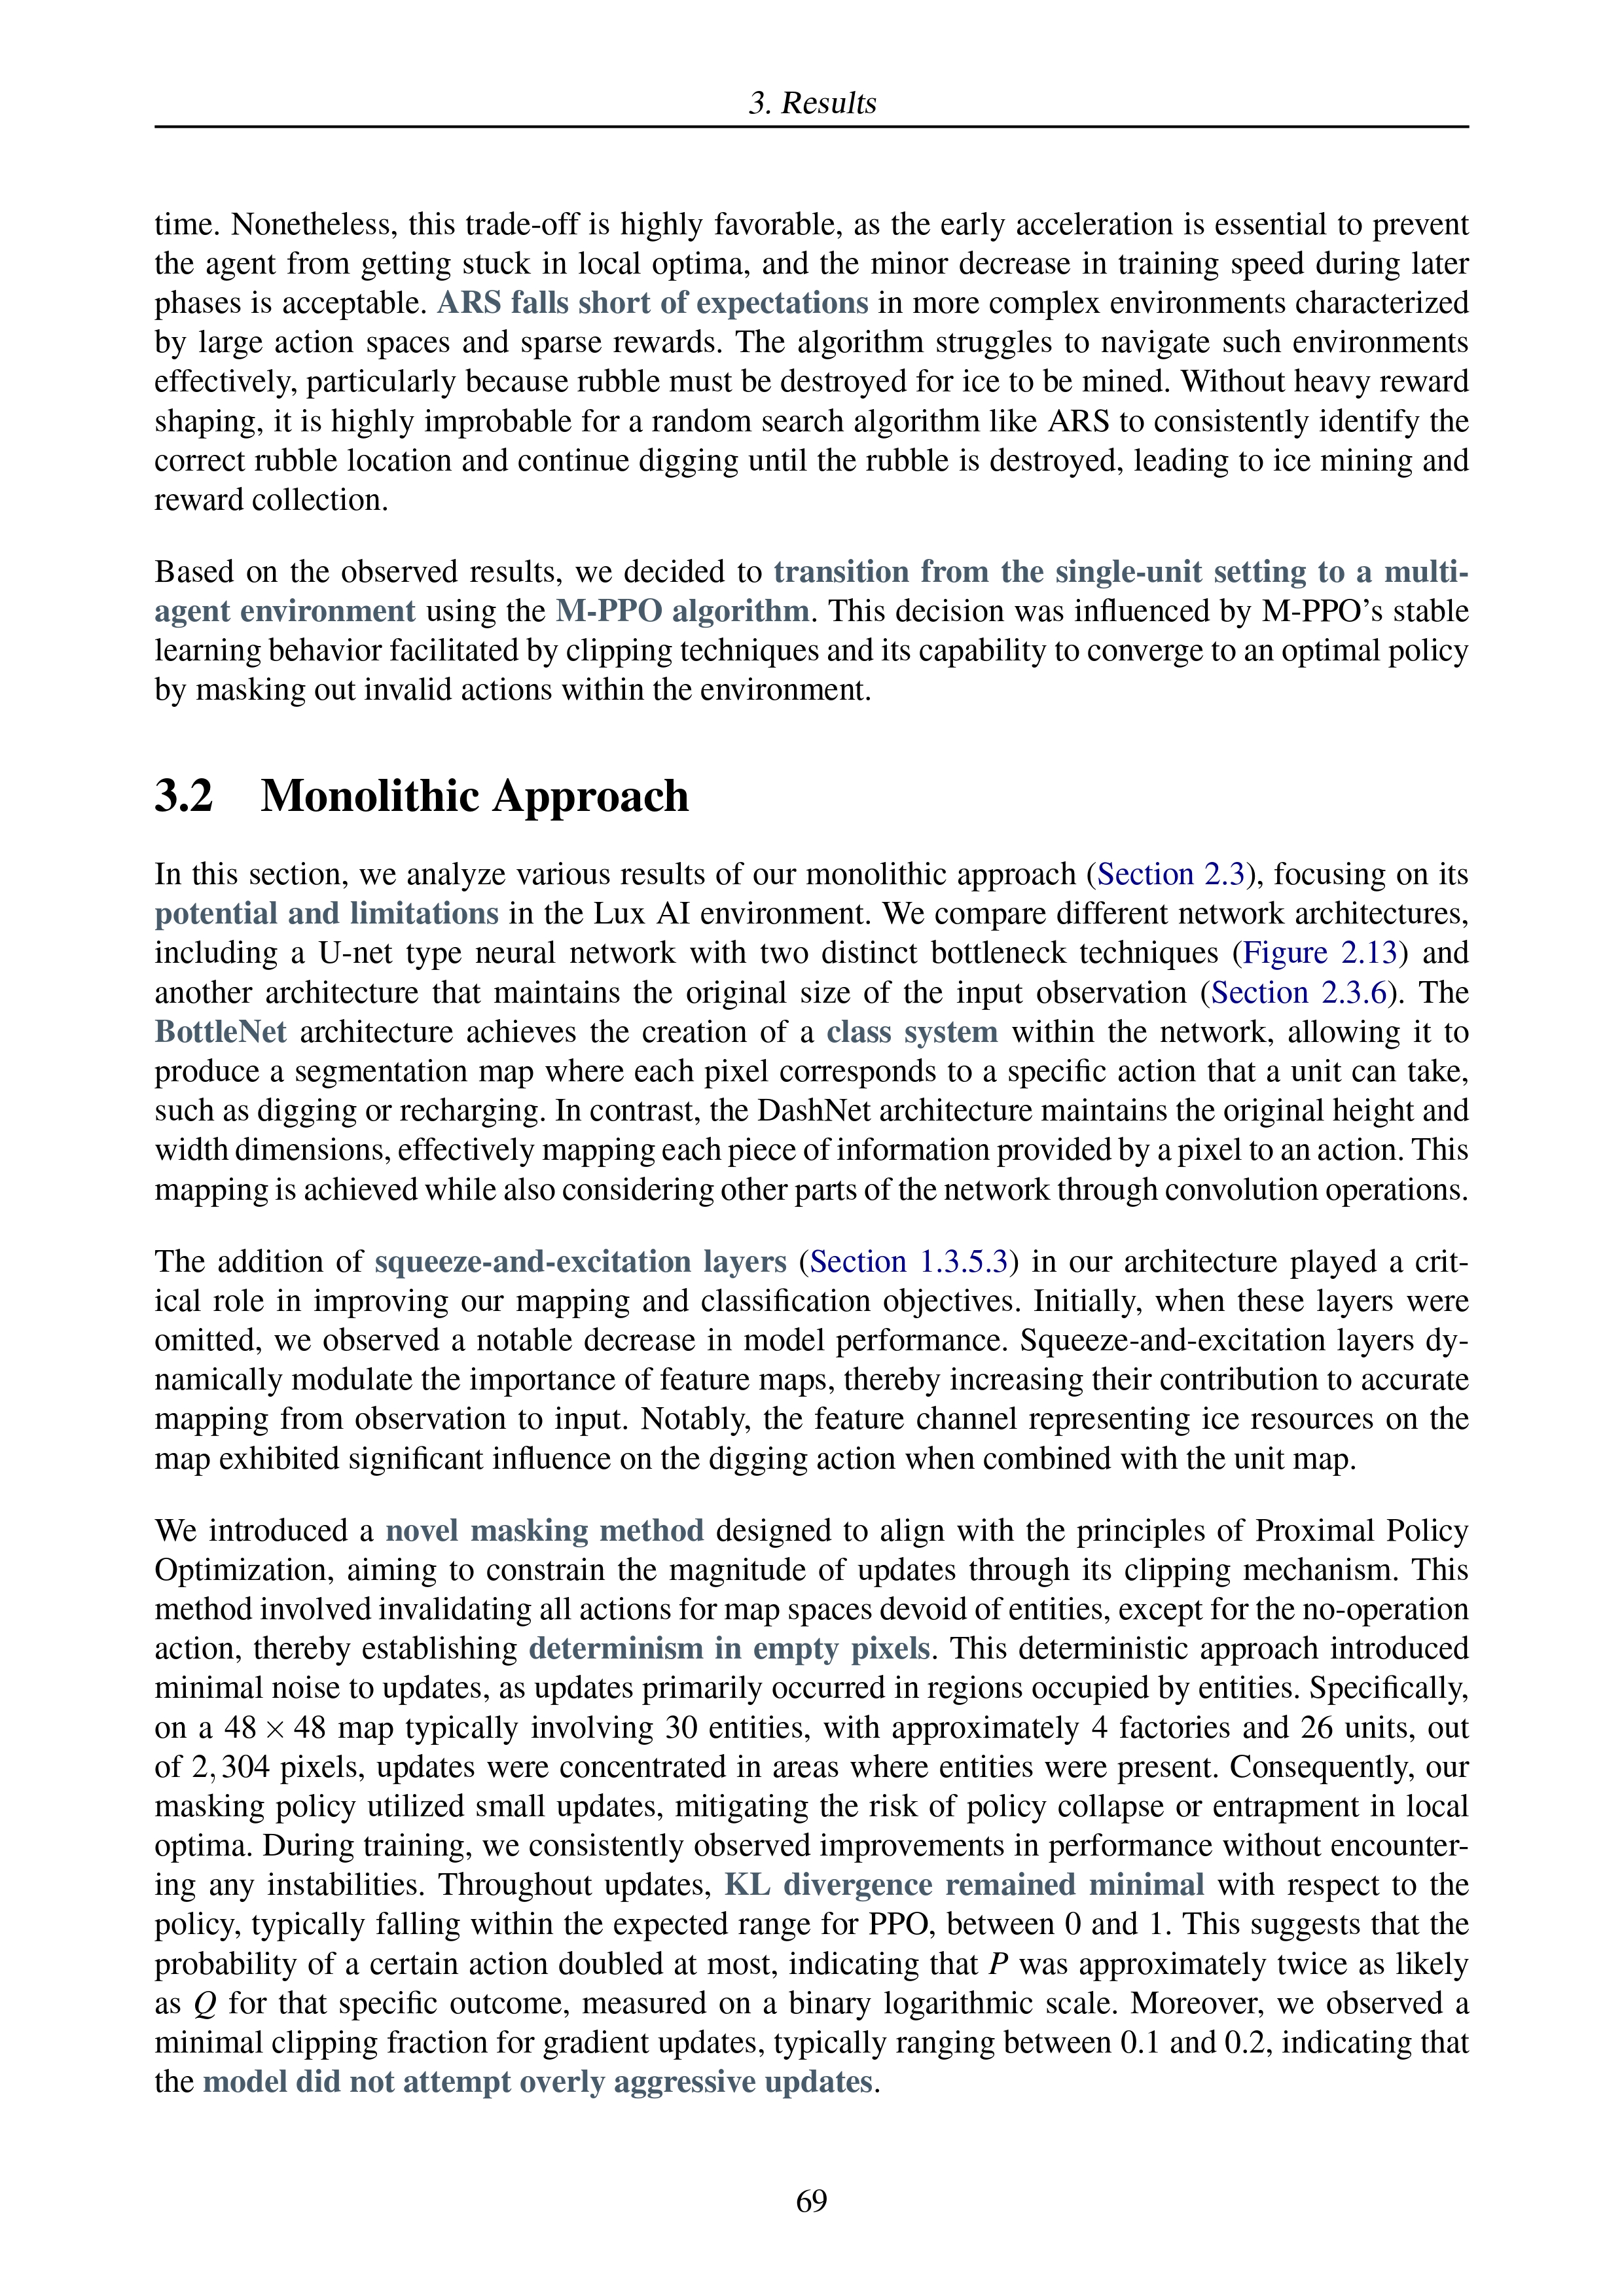 3. Results
time. Nonetheless, this trade-off is highly favorable, as the early acceleration is essential to prevent
the agent from getting stuck in local optima, and the minor decrease in training speed during later
phases is acceptable. ARS falls short of expectations in more complex environments characterized
by large action spaces and sparse rewards. The algorithm struggles to navigate such environments
effectively, particularly because rubble must be destroyed for ice to be mined. Without heavy reward
shaping, it is highly improbable for a random search algorithm like ARS to consistently identify the
correct rubble location and continue digging until the rubble is destroyed, leading to ice mining and
reward collection.
Based on the observed results, we decided to transition from the single-unit setting to a multi-
agent environment using the M-PPO algorithm. This decision was influenced by M-PPO’s stable
learning behavior facilitated by clipping techniques and its capability to converge to an optimal policy
by masking out invalid actions within the environment.
3.2 Monolithic Approach
In this section, we analyze various results of our monolithic approach (Section 2.3), focusing on its
potential and limitations in the Lux AI environment. We compare different network architectures,
including a U-net type neural network with two distinct bottleneck techniques (Figure 2.13) and
another architecture that maintains the original size of the input observation (Section 2.3.6). The
BottleNet architecture achieves the creation of a class system within the network, allowing it to
produce a segmentation map where each pixel corresponds to a specific action that a unit can take,
such as digging or recharging. In contrast, the DashNet architecture maintains the original height and
width dimensions, effectively mapping each piece of information provided by a pixel to an action. This
mapping is achieved while also considering other parts of the network through convolution operations.
The addition of squeeze-and-excitation layers (Section 1.3.5.3) in our architecture played a crit-
ical role in improving our mapping and classification objectives. Initially, when these layers were
omitted, we observed a notable decrease in model performance. Squeeze-and-excitation layers dy-
namically modulate the importance of feature maps, thereby increasing their contribution to accurate
mapping from observation to input. Notably, the feature channel representing ice resources on the
map exhibited significant influence on the digging action when combined with the unit map.
We introduced a novel masking method designed to align with the principles of Proximal Policy
Optimization, aiming to constrain the magnitude of updates through its clipping mechanism. This
method involved invalidating all actions for map spaces devoid of entities, except for the no-operation
action, thereby establishing determinism in empty pixels. This deterministic approach introduced
minimal noise to updates, as updates primarily occurred in regions occupied by entities. Specifically,
on a 48 × 48 map typically involving 30 entities, with approximately 4 factories and 26 units, out
of 2,304 pixels, updates were concentrated in areas where entities were present. Consequently, our
masking policy utilized small updates, mitigating the risk of policy collapse or entrapment in local
optima. During training, we consistently observed improvements in performance without encounter-
ing any instabilities. Throughout updates, KL divergence remained minimal with respect to the
policy, typically falling within the expected range for PPO, between 0 and 1. This suggests that the
probability of a certain action doubled at most, indicating that P was approximately twice as likely
as Q for that specific outcome, measured on a binary logarithmic scale. Moreover, we observed a
minimal clipping fraction for gradient updates, typically ranging between 0.1 and 0.2, indicating that
the model did not attempt overly aggressive updates.
69